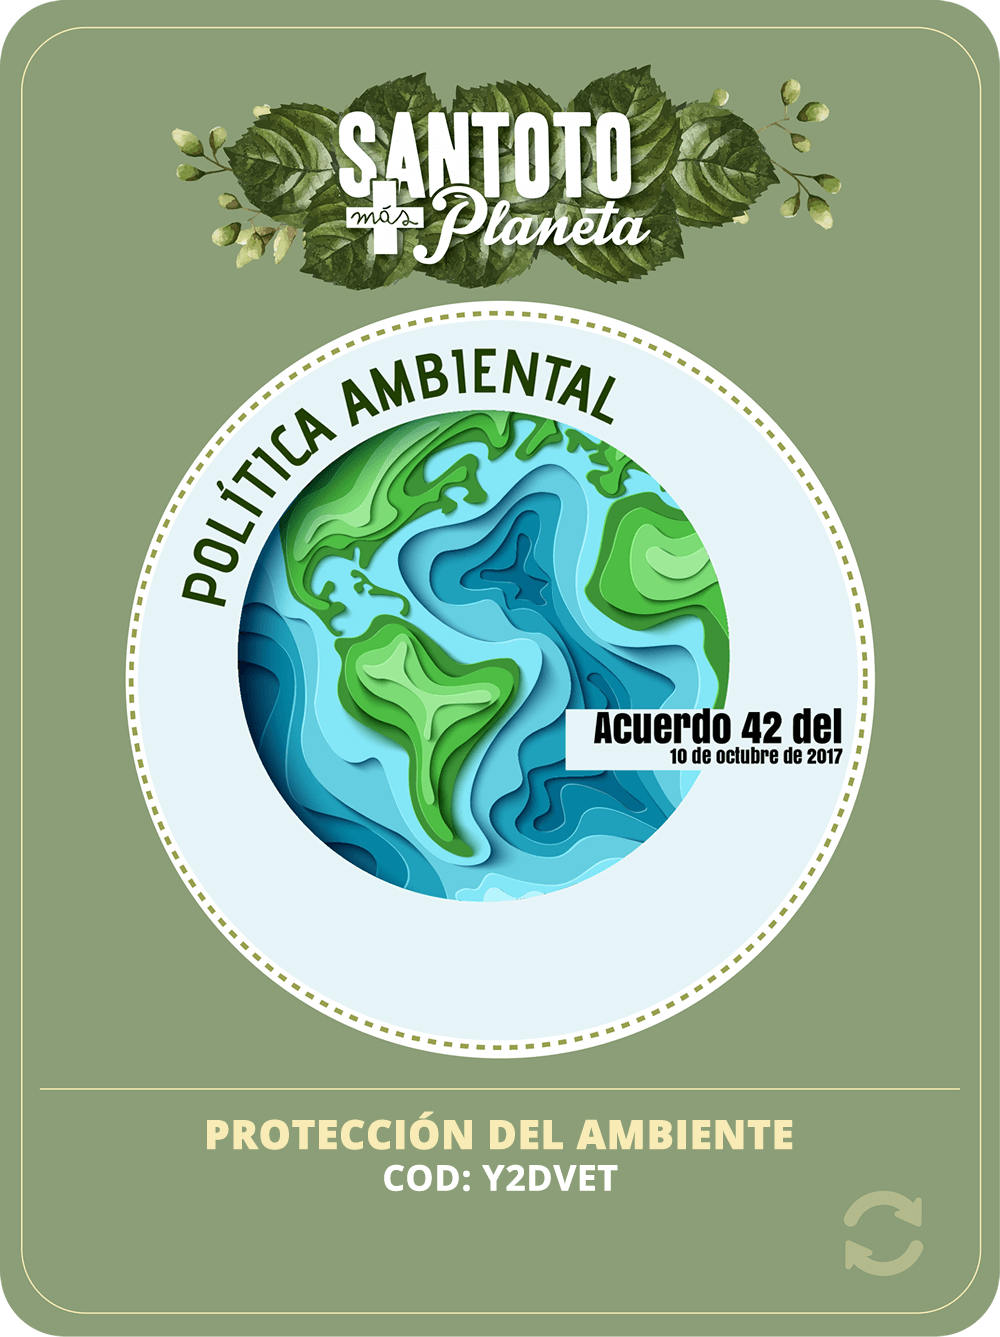 SANTOTO
más
Planeta
POLÍTICA AMBIENTAL
Acuerdo 42 del
10 de octubre de 2017
PROTECCIÓN DEL AMBIENTE
COD: Y2DVET